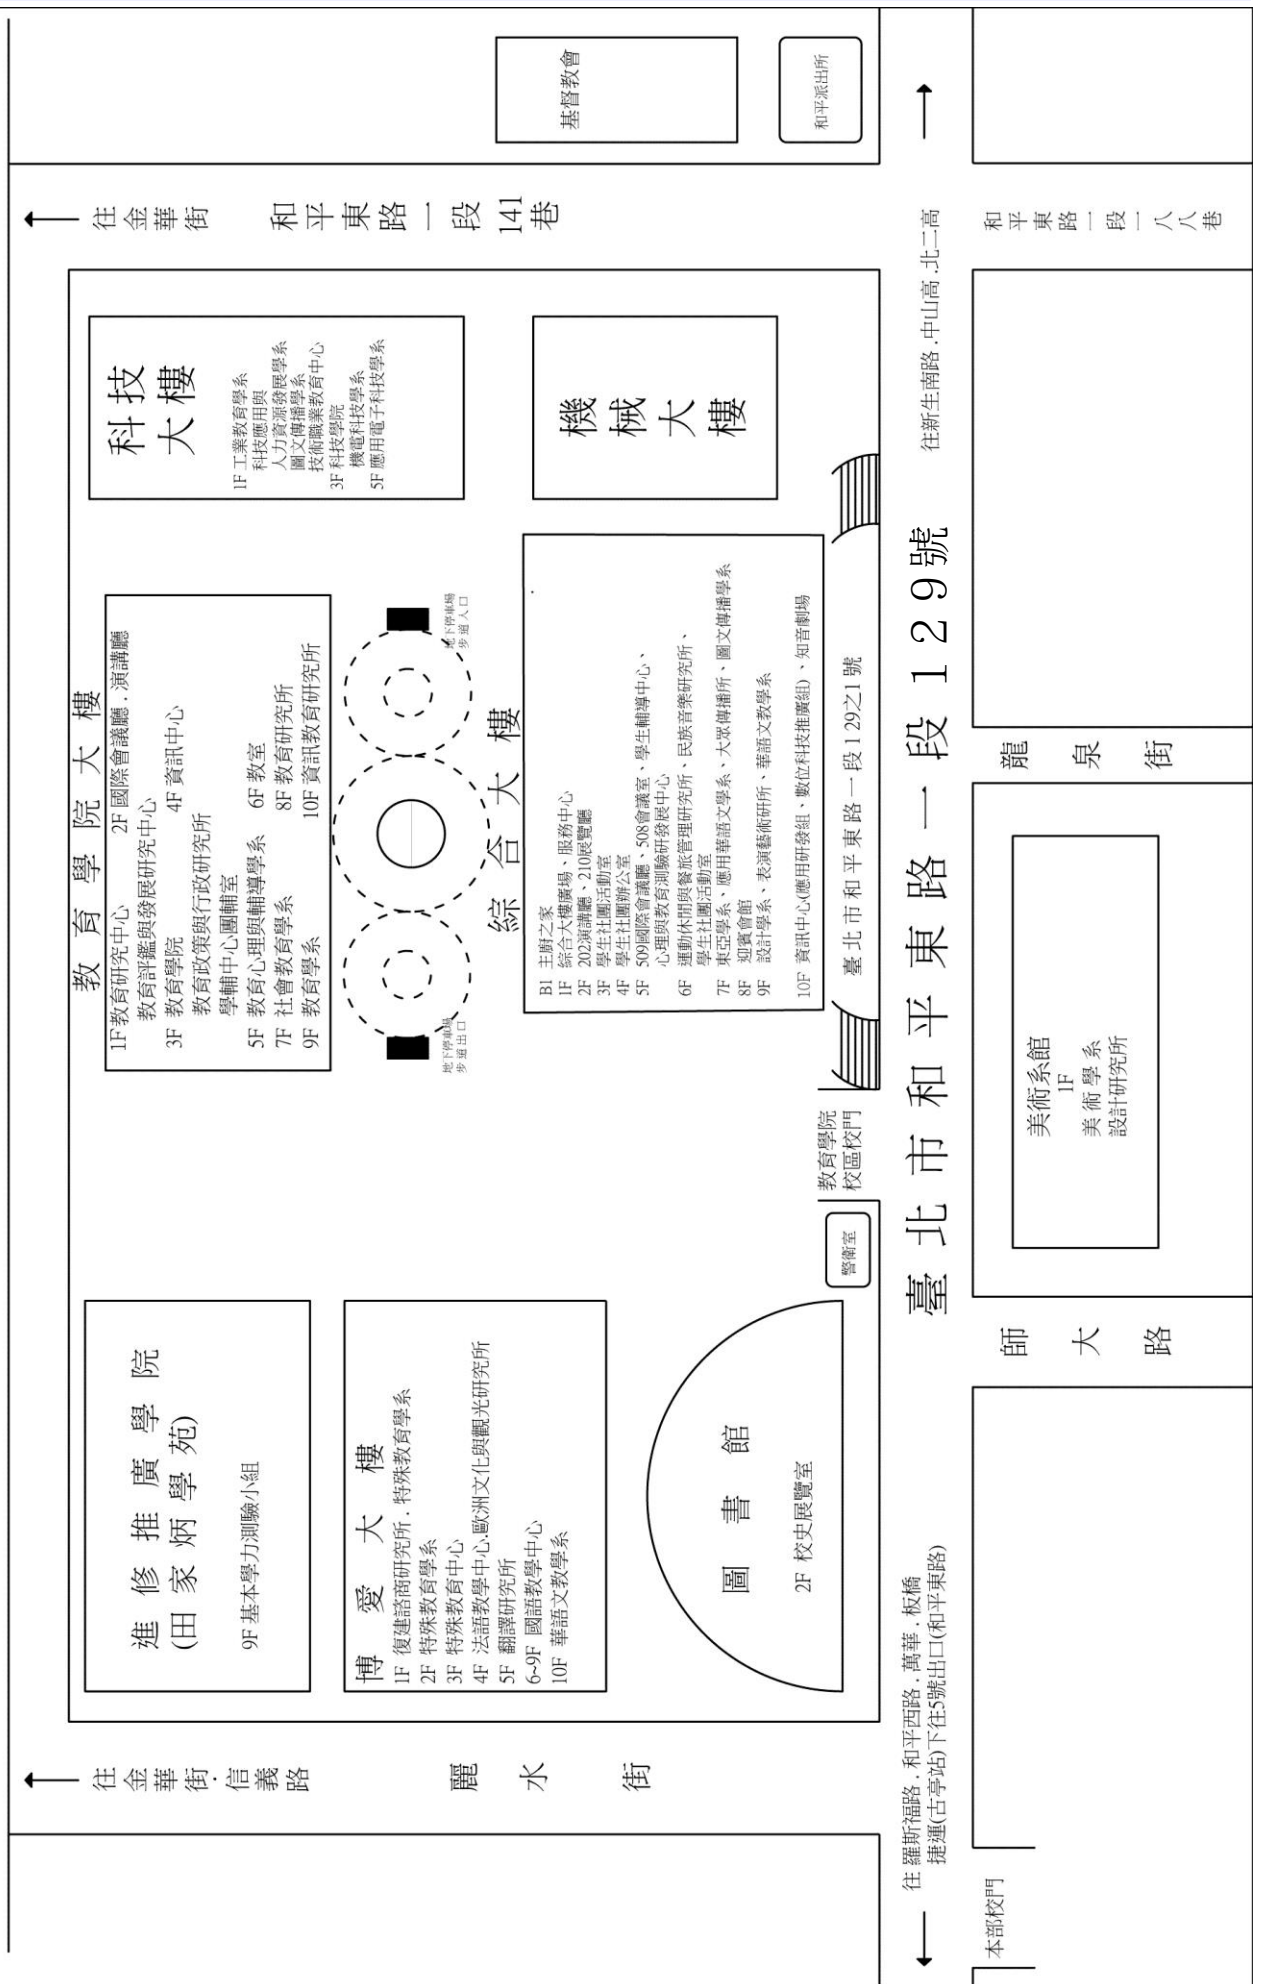 往金華街.信義路
麗水街
往金華街
和平東路一段141巷
基督教會
和平派出所
進修推廣學院
(田家炳學苑)
9F 基本學力測驗小組
博愛大樓
1F 復建諮商研究所．特殊教育學系
2F 特殊教育學系
3F 特殊教育中心
4F 法語教學中心.歐洲文化與觀光研究所
5F 翻譯研究所
6~9F 國語教學中心
10F 華語文教學系
圖書館
2F 校史展覽室
教育學院大樓
1F教育研究中心 2F 國際會議廳．演講廳
教育評鑑與發展研究中心
3F 教育學院 4F 資訊中心
教育政策與行政研究所
學輔中心團輔室
5F 教育心理與輔導學系 6F 教室
7F 社會教育學系 8F 教育研究所
9F 教育學系 10F 資訊教育研究所
地下停車場
步道出口
地下停車場
步道入口
科技大樓
1F 工業教育學系
科技應用與
人力資源發展學系
圖文傳播學系
技術職業教育中心
3F 科技學院
機電科技學系
5F 應用電子科技學系
機械大樓
綜合大樓
B1 主廚之家
1F 綜合大樓廣場、服務中心
2F 202演講廳、210展覽廳
3F 學生社團活動室
4F 學生社團辦公室
5F 509國際會議廳、508會議室、學生輔導中心、
心理與教育測驗研發展中心
6F 運動休閒與餐旅管理研究所、民族音樂研究所、
學生社團活動室
7F 東亞學系、應用華語文學系、大眾傳播所、圖文傳播學系
8F 迎賓會館
9F 設計學系、表演藝術研所、華語文教學系
10F 資訊中心(應用研發組、數位科技推廣組)、知音劇場
臺北市和平東路一段129之1號
教育學院
校區校門
警衛室
往 羅斯福路．和平西路．萬華．板橋
捷運(古亭站)下往5號出口(和平東路)
臺北市和平東路一段129號
往新生南路.中山高.北二高
本部校門
師大路
美術系館
1F
美術學系
設計研究所
龍泉街
和平東路一段一八八巷